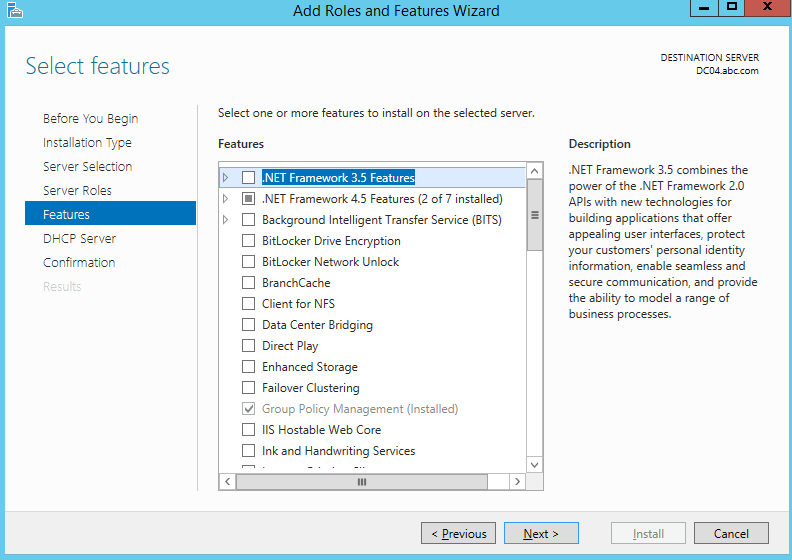 Add Roles and Features Wizard
Select features
DESTINATION SERVER
DC04.abc.com
Before You Begin
Installation Type
Server Selection
Server Roles
Features
DHCP Server
Confirmation
Results
Select one or more features to install on the selected server.
Features
.NET Framework 3.5 Features
.NET Framework 4.5 Features (2 of 7 installed)
Background Intelligent Transfer Service (BITS)
BitLocker Drive Encryption
BitLocker Network Unlock
BranchCache
Client for NFS
Data Center Bridging
Direct Play
Enhanced Storage
Failover Clustering
Group Policy Management (Installed)
IIS Hostable Web Core
Ink and Handwriting Services
Description
.NET Framework 3.5 combines the
power of the .NET Framework 2.0
APIs with new technologies for
building applications that offer
appealing user interfaces, protect
your customers' personal identity
information, enable seamless and
secure communication, and provide
the ability to model a range of
business processes.
< Previous
Next >
Install
Cancel